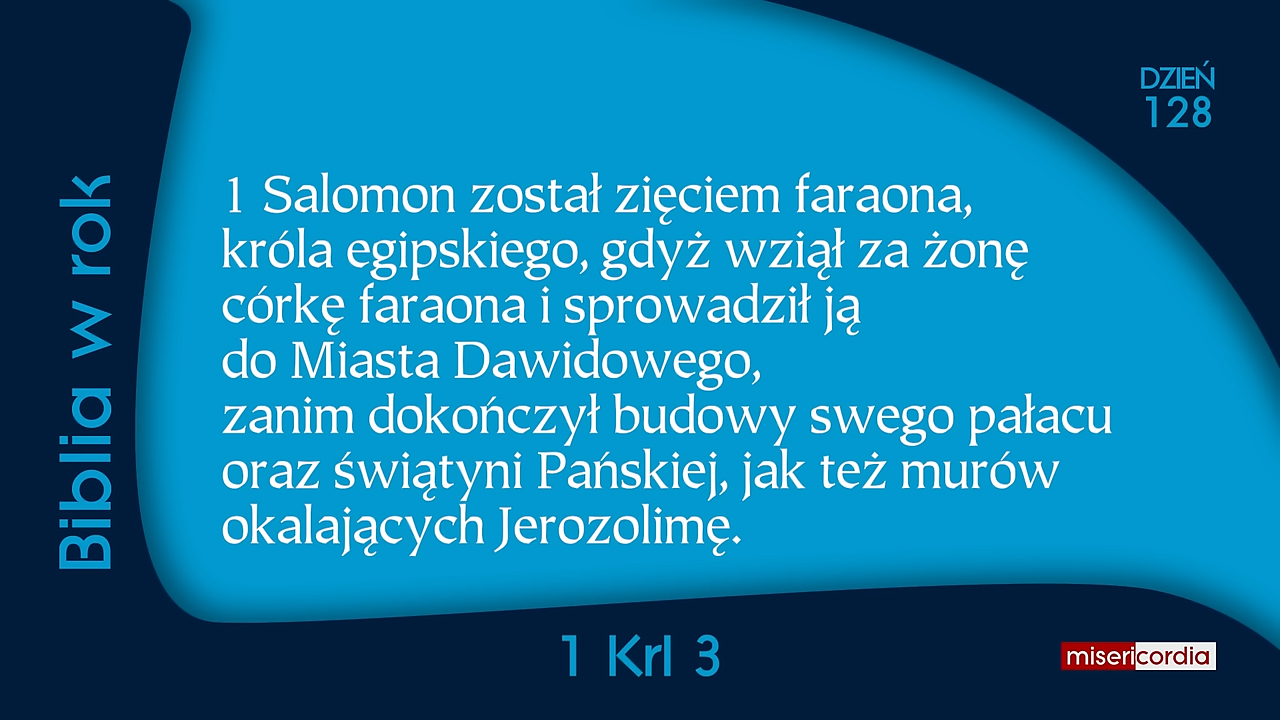 DZIEŃ
128
Biblia w rok
1 Salomon został zięciem faraona,
króla egipskiego, gdyż wziął za żonę
córkę faraona i sprowadził ją
do Miasta Dawidowego,
zanim dokończył budowy swego pałacu
oraz świątyni Pańskiej, jak też murów
okalających Jerozolimę.
1 Krl 3
misericordia